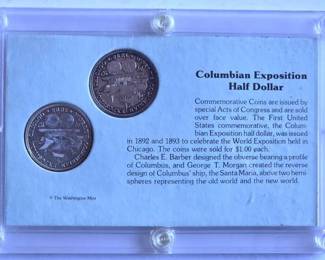 Columbian Exposition
Half Dollar
Commemorative Coins are issued by
special Acts of Congress and are sold
over face value. The First United
States commemorative, the Colum-
bian Exposition half dollar, was issued
in 1892 and 1893 to celebrate the World Exposition held in
Chicago. The coins were sold for $1.00 each.
Charles E. Barber designed the obverse bearing a profile
of Columbus, and George T. Morgan created the reverse
design of Columbus' ship, the Santa Maria, above two hemi-
spheres representing the old world and the new world.
© The Washington Mint